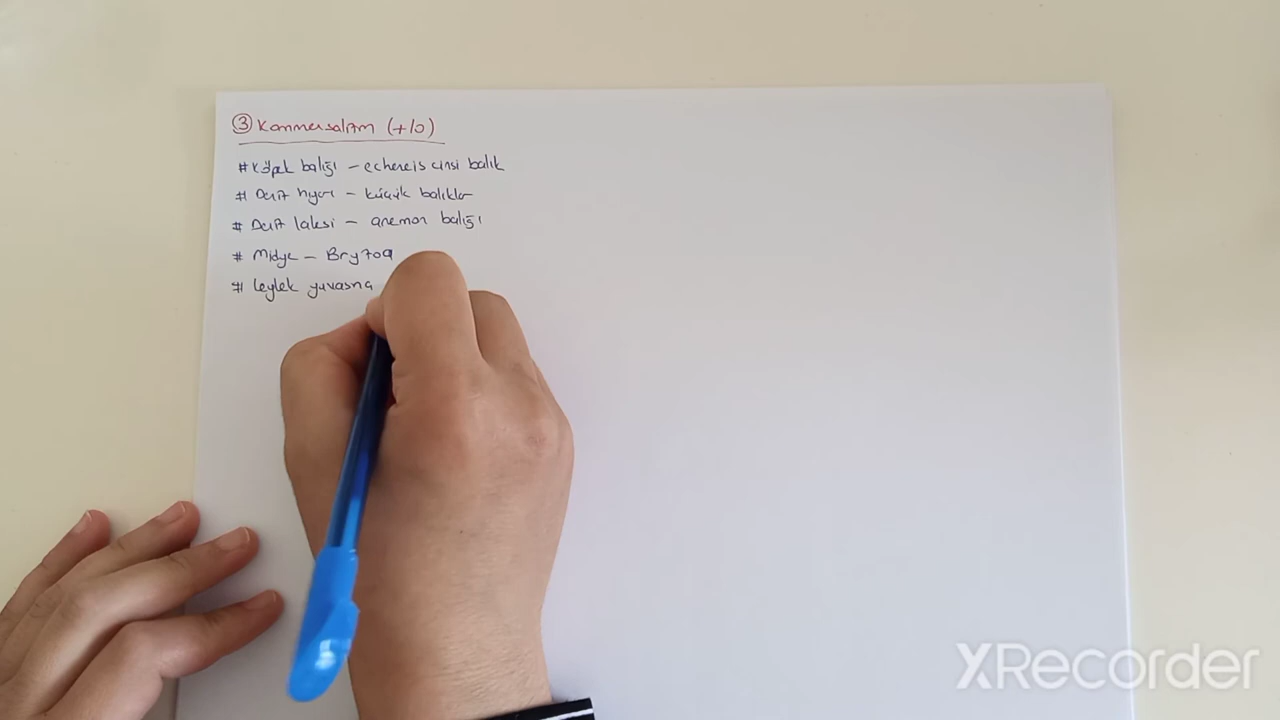 ③ Kommensalizm (+/0)
# Köpek balığı - echeneis cinsi balık
# Deniz hıyarı - küçük balıklar
# Deniz lalesi - anemon balığı
# Midye - Bryzoa
# leylek yuvasına
XRecorder